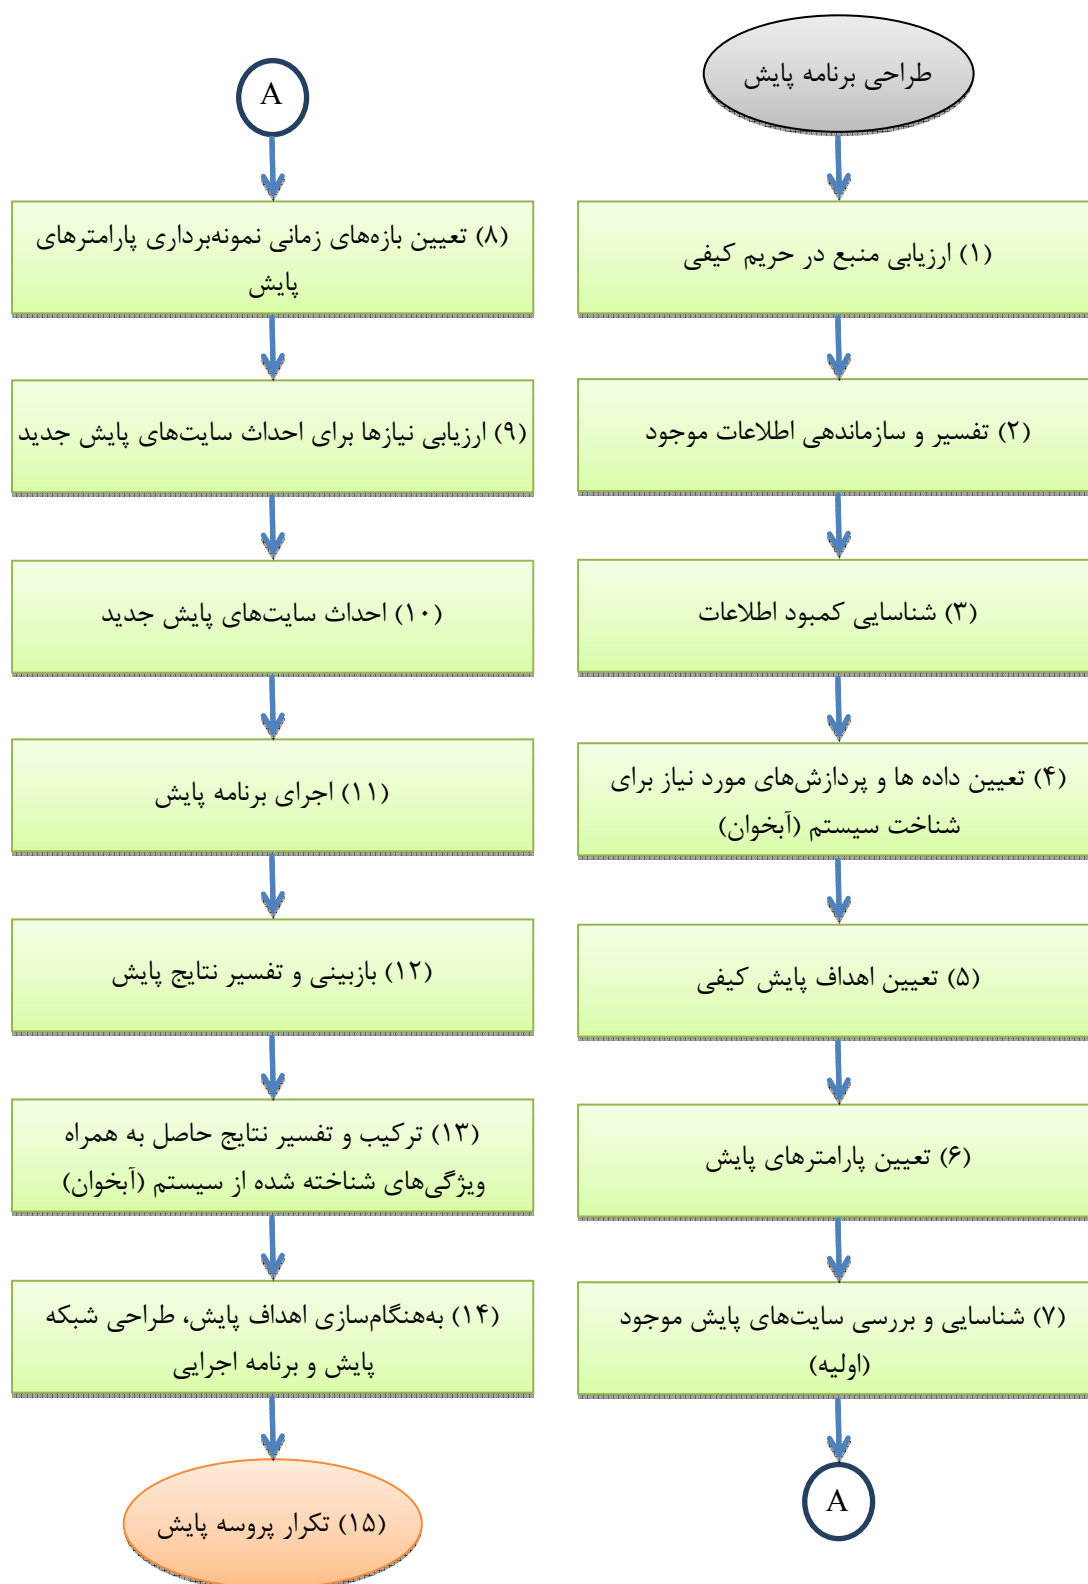 طراحی برنامه پایش
(۱) ارزیابی منبع در حریم کیفی
(۲) تفسیر و سازماندهی اطلاعات موجود
(۳) شناسایی کمبود اطلاعات
(۴) تعیین داده ها و پردازش‌های مورد نیاز برای
شناخت سیستم (آبخوان)
(۵) تعیین اهداف پایش کیفی
(۶) تعیین پارامترهای پایش
(۷) شناسایی و بررسی سایت‌های پایش موجود
(اولیه)
A
A
(۸) تعیین بازه‌های زمانی نمونه‌برداری پارامترهای
پایش
(۹) ارزیابی نیازها برای احداث سایت‌های پایش جدید
(۱۰) احداث سایت‌های پایش جدید
(۱۱) اجرای برنامه پایش
(۱۲) بازبینی و تفسیر نتایج پایش
(۱۳) ترکیب و تفسیر نتایج حاصل به همراه
ویژگی‌های شناخته شده از سیستم (آبخوان)
(۱۴) به‌هنگام‌سازی اهداف پایش، طراحی شبکه
پایش و برنامه اجرایی
(۱۵) تکرار پروسه پایش